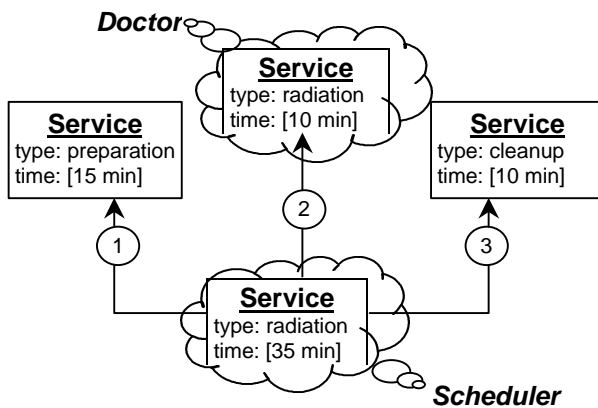 Doctor
Service
type: radiation
time: [10 min]
Service
type: preparation
time: [15 min]
Service
type: cleanup
time: [10 min]
1
2
3
Service
type: radiation
time: [35 min]
Scheduler